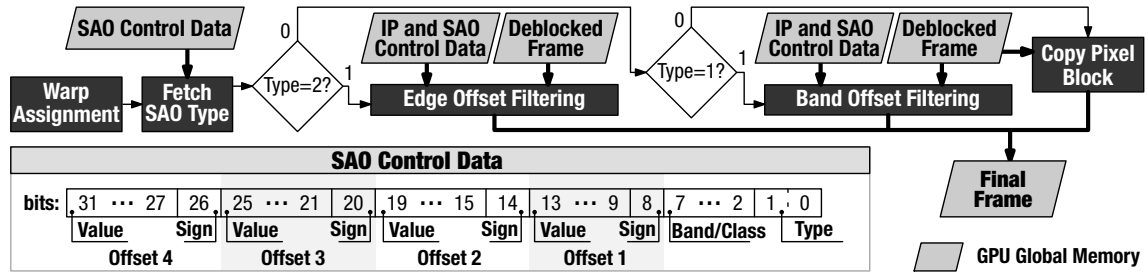 SAO Control Data
Warp
Assignment
Fetch
SAO Type
0
Type=2?
1
IP and SAO
Control Data
Deblocked
Frame
Edge Offset Filtering
0
Type=1?
1
IP and SAO
Control Data
Deblocked
Frame
Band Offset Filtering
Copy Pixel
Block
Final
Frame
SAO Control Data
bits: 31 ··· 27 26 25 ··· 21 20 19 ··· 15 14 13 ··· 9 8 7 ··· 2 1 0
Value Sign Value Sign Value Sign Value Sign Band/Class Type
Offset 4 Offset 3 Offset 2 Offset 1
GPU Global Memory